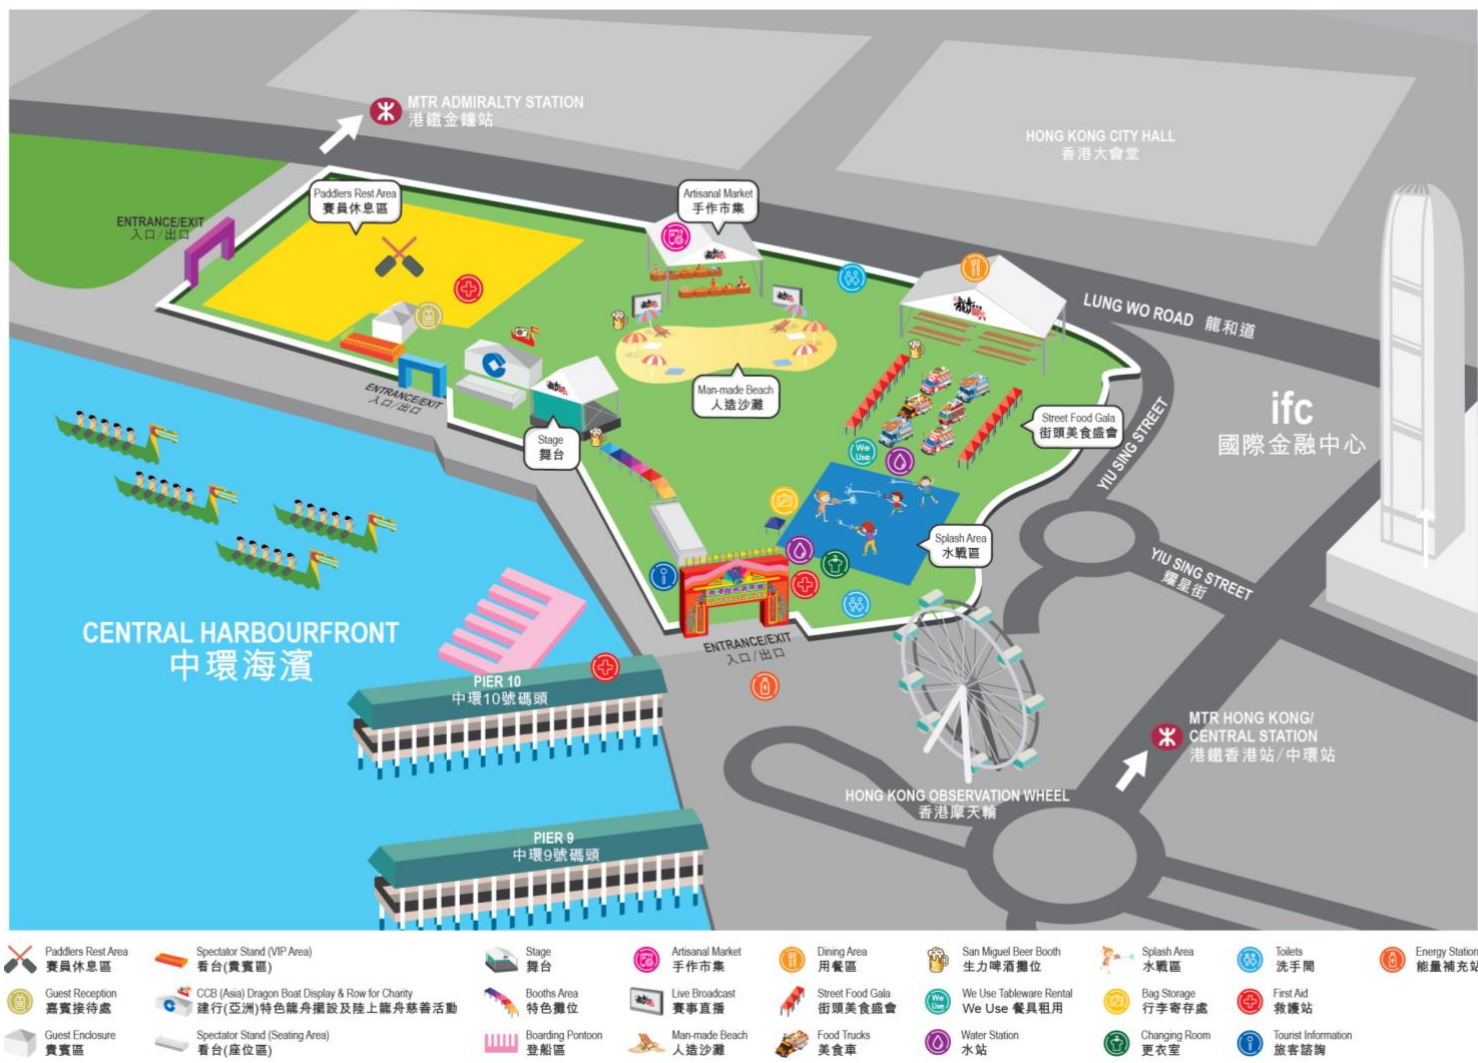 MTR ADMIRALTY STATION
港鐵金鐘站
HONG KONG CITY HALL
香港大會堂
Paddlers Rest Area
賽員休息區
Artisanal Market
手作市集
ENTRANCE/EXIT
入口/出口
LUNG WO ROAD 龍和道
Man-made Beach
人造沙灘
ENTRANCE/EXIT
入口/出口
Stage
舞台
Street Food Gala
街頭美食盛會
ifc
國際金融中心
YIU SING STREET
We
Use
Splash Area
水戰區
YIU SING STREET
耀星街
CENTRAL HARBOURFRONT
中環海濱
ENTRANCE/EXIT
入口/出口
PIER 10
中環10號碼頭
MTR HONG KONG/
CENTRAL STATION
港鐵香港站/中環站
HONG KONG OBSERVATION WHEEL
香港摩天輪
PIER 9
中環9號碼頭
Paddlers Rest Area
賽員休息區
Spectator Stand (VIP Area)
看台(貴賓區)
Stage
舞台
Artisanal Market
手作市集
Dining Area
用餐區
San Miguel Beer Booth
生力啤酒攤位
Splash Area
水戰區
Toilets
洗手間
Energy Station
能量補充站
Guest Reception
嘉賓接待處
CCB (Asia) Dragon Boat Display & Row for Charity
建行(亞洲)特色龍舟擺設及陸上龍舟慈善活動
Booths Area
特色攤位
Live Broadcast
賽事直播
Street Food Gala
街頭美食盛會
We
Use
We Use Tableware Rental
We Use 餐具租用
Bag Storage
行李寄存處
First Aid
救護站
Guest Enclosure
貴賓區
Spectator Stand (Seating Area)
看台(座位區)
Boarding Pontoon
登船區
Man-made Beach
人造沙灘
Food Trucks
美食車
Water Station
水站
Changing Room
更衣室
Tourist Information
旅客諮詢